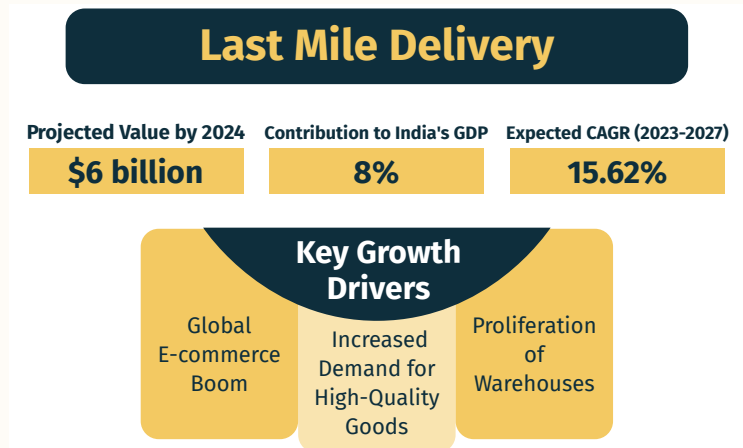 Last Mile Delivery
Projected Value by 2024
$6 billion
Contribution to India's GDP
8%
Expected CAGR (2023-2027)
15.62%
Key Growth
Drivers
Global
E-commerce
Boom
Increased
Demand for
High-Quality
Goods
Proliferation
of
Warehouses